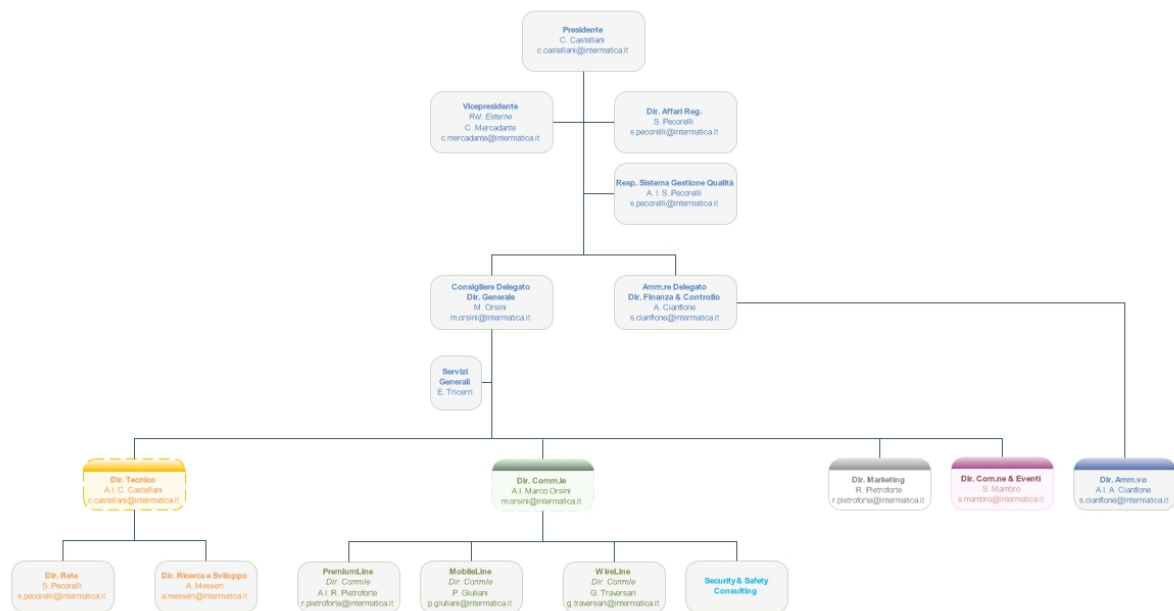 Presidente
C. Castellani
c.castellani@intermatica.it
Vicepresidente
Rel. Esterne
C. Mercadante
c.mercadante@intermatica.it
Dir. Affari Reg.
S. Pecorelli
s.pecorelli@intermatica.it
Resp. Sistema Gestione Qualità
A. I. S. Pecorelli
s.pecorelli@intermatica.it
Consigliere Delegato
Dir. Generale
M. Orsini
m.orsini@intermatica.it
Amm.re Delegato
Dir. Finanza & Controllo
A. Cianfione
s.cianfione@intermatica.it
Servizi
Generali
E. Tricerri
Dir. Tecnico
A.I. C. Castellani
c.castellani@intermatica.it
Dir. Comm.le
A.I. Marco Orsini
m.orsini@intermatica.it
Dir. Marketing
R. Pietroforte
r.pietroforte@intermatica.it
Dir. Com.ne & Eventi
S. Mambro
s.mambro@intermatica.it
Dir. Amm.vo
A.I. A. Cianfione
s.cianfione@intermatica.it
Dir. Rete
S. Pecorelli
s.pecorelli@intermatica.it
Dir. Ricerca e Sviluppo
A. Messeri
a.messeri@intermatica.it
PremiumLine
Dir. Comm.le
A.I. R. Pietroforte
r.pietroforte@intermatica.it
MobileLine
Dir. Comm.le
P. Giuliani
p.giuliani@intermatica.it
WireLine
Dir. Comm.le
G. Traversari
g.traversari@intermatica.it
Security & Safety
Consulting